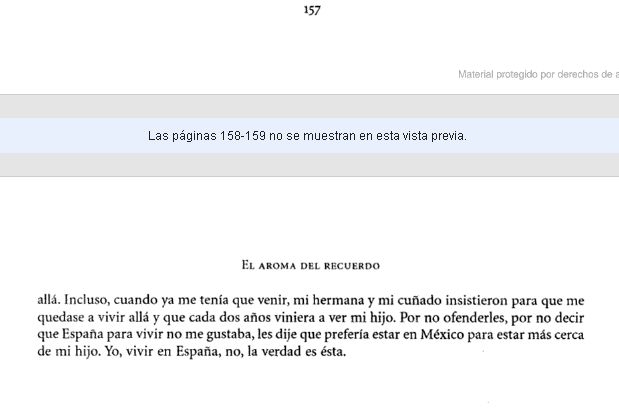 157
Material protegido por derechos de a
Las páginas 158-159 no se muestran en esta vista previa.
El aroma del recuerdo
allá. Incluso, cuando ya me tenía que venir, mi hermana y mi cuñado insistieron para que me
quedase a vivir allá y que cada dos años viniera a ver mi hijo. Por no ofenderles, por no decir
que España para vivir no me gustaba, les dije que prefería estar en México para estar más cerca
de mi hijo. Yo, vivir en España, no, la verdad es ésta.